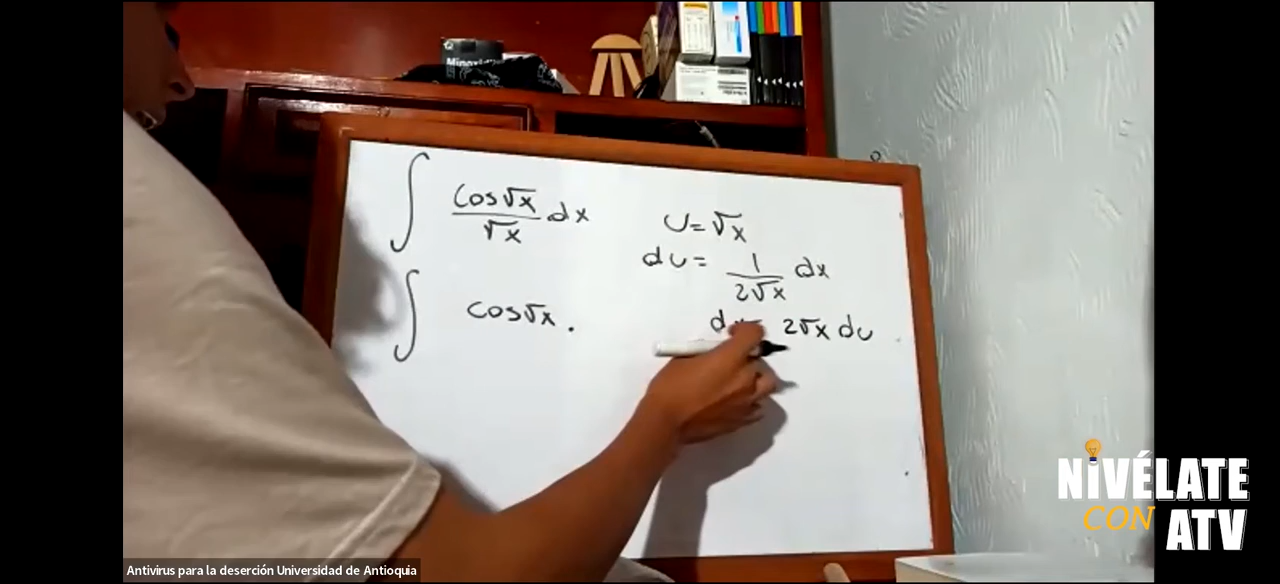 Minoxidil
∫ cos√x / √x dx
u = √x
du = 1 / 2√x dx
∫ cos√x .
2√x du
NIVÉLATE
CON
ATV
Antivirus para la deserción Universidad de Antioquia